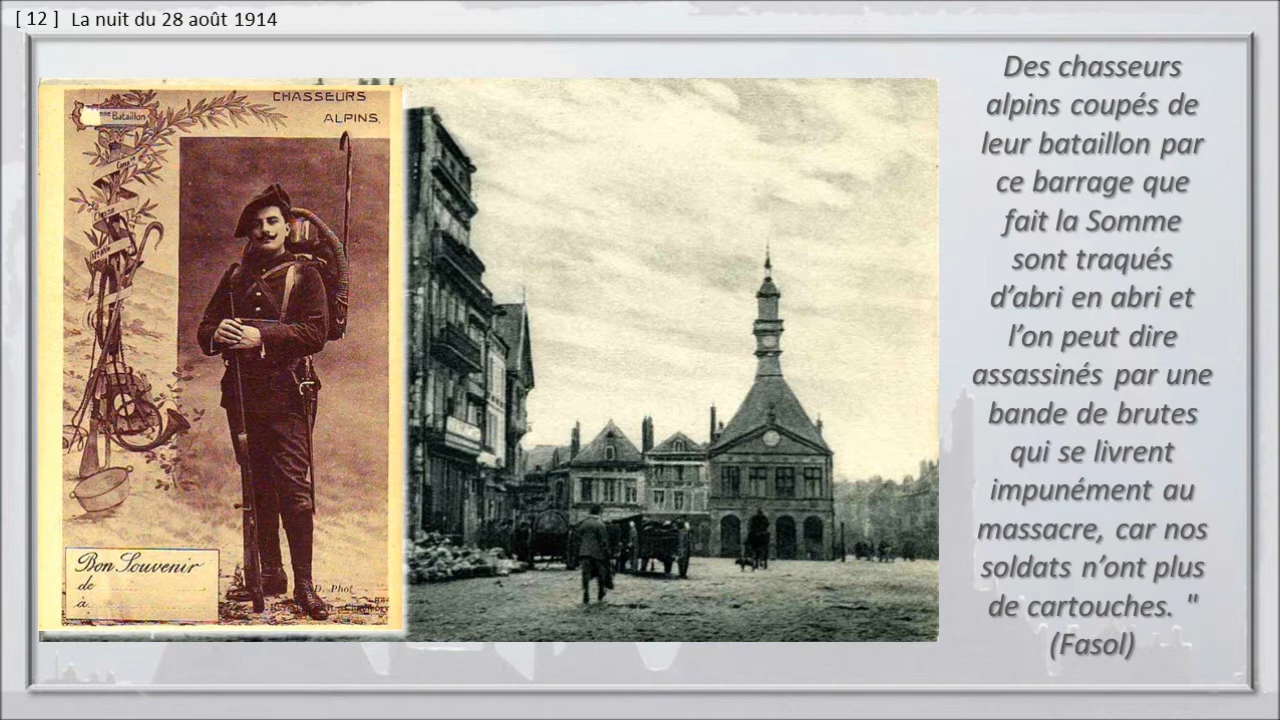 [ 12 ] La nuit du 28 août 1914
CHASSEURS
ALPINS.
Bataillon
Bon Souvenir
de
à
D. Phot.
Des chasseurs
alpins coupés de
leur bataillon par
ce barrage que
fait la Somme
sont traqués
d’abri en abri et
l’on peut dire
assassinés par une
bande de brutes
qui se livrent
impunément au
massacre, car nos
soldats n’ont plus
de cartouches. "
(Fasol)